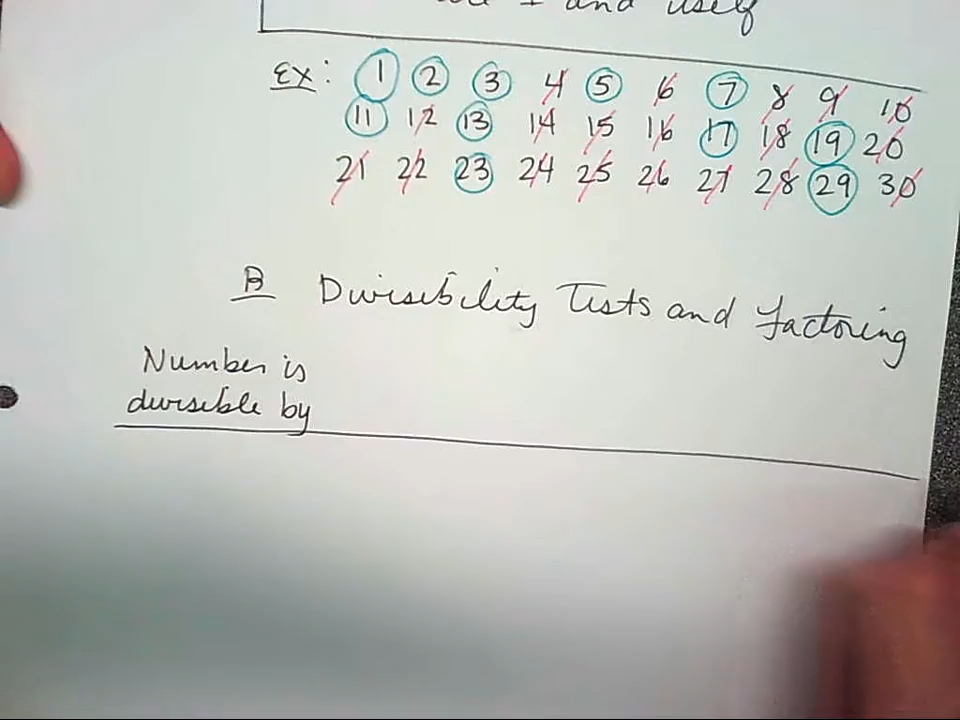 and itself
Ex: 1 2 3 4 5 6 7 8 9 10
11 12 13 14 15 16 17 18 19 20
21 22 23 24 25 26 27 28 29 30
B Divisibility Tests and Factoring
Number is
divisible by